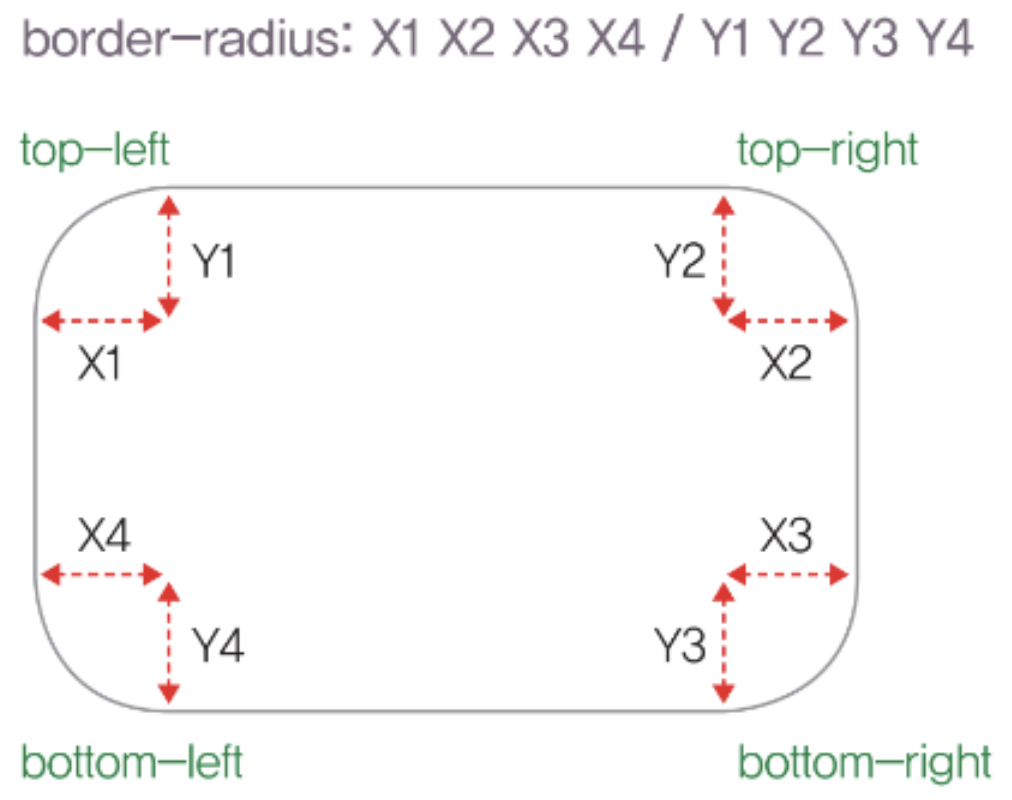 border-radius: X1 X2 X3 X4 / Y1 Y2 Y3 Y4
top-left
top-right
Y1
Y2
X1
X2
X4
X3
Y4
Y3
bottom-left
bottom-right